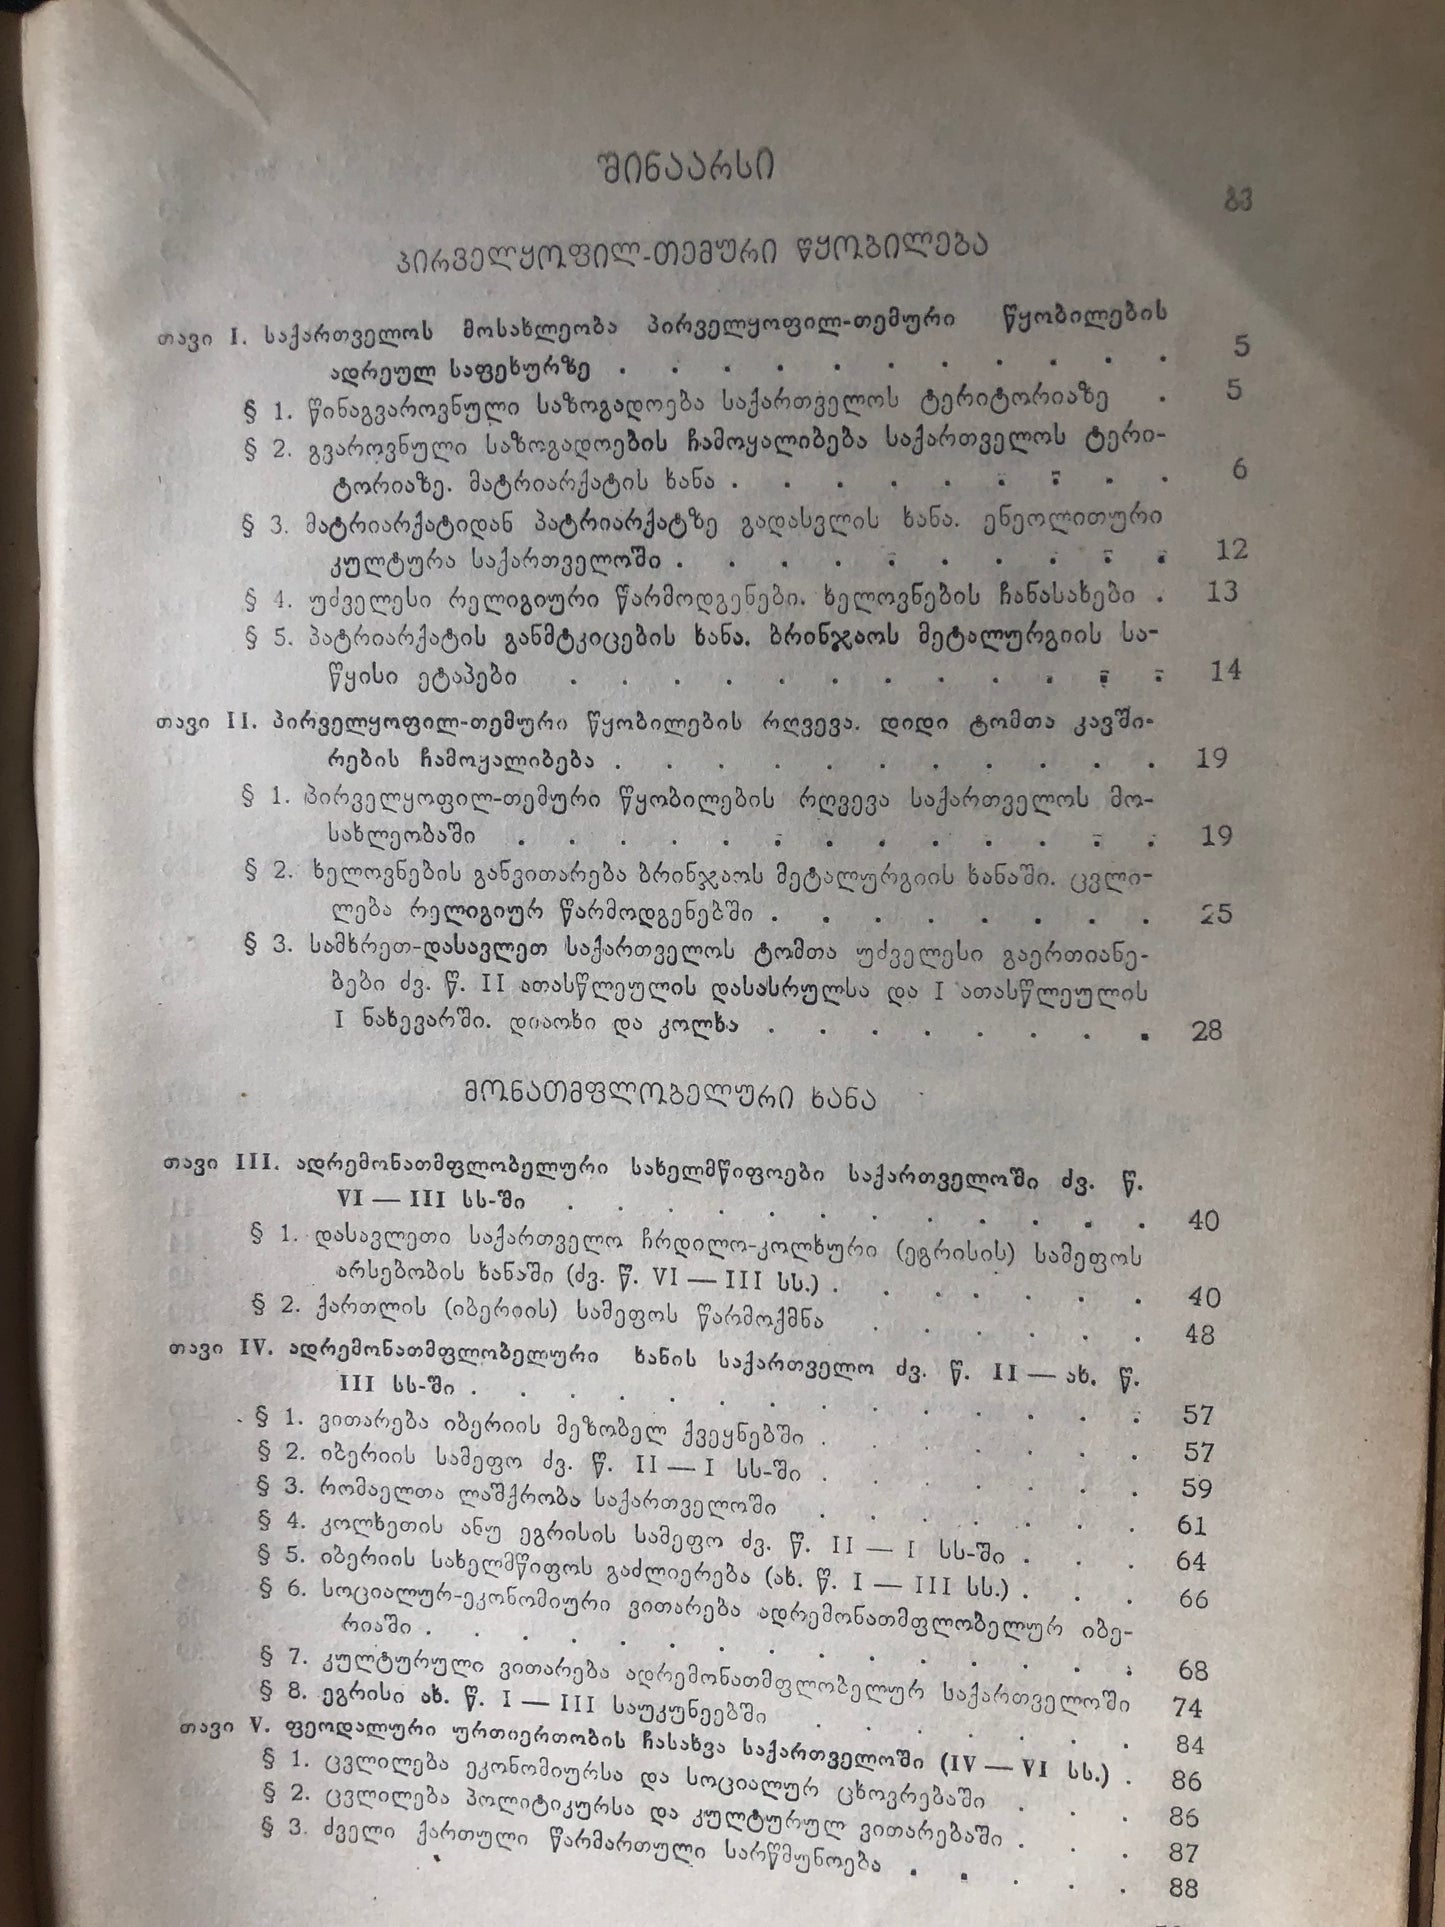 შინაარსი
გვ
პირველყოფილ-თემური წყობილება
თავი I. საქართველოს მოსახლეობა პირველყოფილ-თემური წყობილების
ადრეულ საფეხურზე . . . . . . . . . . . 5
§ 1. წინაგვაროვნული საზოგადოება საქართველოს ტერიტორიაზე . 5
§ 2. გვაროვნული საზოგადოების ჩამოყალიბება საქართველოს ტერი-
ტორიაზე. მატრიარქატის ხანა . . . . . . . . . 6
§ 3. მატრიარქატიდან პატრიარქატზე გადასვლის ხანა. ენეოლითური
კულტურა საქართველოში . . . . . . . . . . 12
§ 4. უძველესი რელიგიური წარმოდგენები. ხელოვნების ჩანასახები . 13
§ 5. პატრიარქატის განმტკიცების ხანა. ბრინჯაოს მეტალურგიის სა-
წყისი ეტაპები . . . . . . . . . . . . 14
თავი II. პირველყოფილ-თემური წყობილების რღვევა. დიდი ტომთა კავში-
რების ჩამოყალიბება . . . . . . . . . . . 19
§ 1. პირველყოფილ-თემური წყობილების რღვევა საქართველოს მო-
სახლეობაში . . . . . . . . . . . . . 19
§ 2. ხელოვნების განვითარება ბრინჯაოს მეტალურგიის ხანაში. ცვლი-
ლება რელიგიურ წარმოდგენებში . . . . . . . . 25
§ 3. სამხრეთ-დასავლეთ საქართველოს ტომთა უძველესი გაერთიანე-
ბები ძვ. წ. II ათასწლეულის დასასრულსა და I ათასწლეულის
I ნახევარში. დიაოხი და კოლხა . . . . . . . . 28
მონათმფლობელური ხანა
თავი III. ადრემონათმფლობელური სახელმწიფოები საქართველოში ძვ. წ.
VI — III სს-ში . . . . . . . . . . . . 40
§ 1. დასავლეთი საქართველო ჩრდილო-კოლხური (ეგრისის) სამეფოს
არსებობის ხანაში (ძვ. წ. VI — III სს.) . . . . . . . 40
§ 2. ქართლის (იბერიის) სამეფოს წარმოქმნა . . . . . . 48
თავი IV. ადრემონათმფლობელური ხანის საქართველო ძვ. წ. II — ახ. წ.
III სს-ში . . . . . . . . . . . . . . 57
§ 1. ვითარება იბერიის მეზობელ ქვეყნებში . . . . . . . 57
§ 2. იბერიის სამეფო ძვ. წ. II — I სს-ში . . . . . . . 59
§ 3. რომაელთა ლაშქრობა საქართველოში . . . . . . . 61
§ 4. კოლხეთის ანუ ეგრისის სამეფო ძვ. წ. II — I სს-ში . . . 64
§ 5. იბერიის სახელმწიფოს გაძლიერება (ახ. წ. I — III სს.) . . . 66
§ 6. სოციალურ-ეკონომიური ვითარება ადრემონათმფლობელურ იბე-
რიაში . . . . . . . . . . . . . . . 68
§ 7. კულტურული ვითარება ადრემონათმფლობელურ საქართველოში 74
§ 8. ეგრისი ახ. წ. I — III საუკუნეებში . . . . . . . 84
თავი V. ფეოდალური ურთიერთობის ჩასახვა საქართველოში (IV — VI სს.) . 86
§ 1. ცვლილება ეკონომიურსა და სოციალურ ცხოვრებაში . . . 86
§ 2. ცვლილება პოლიტიკურსა და კულტურულ ვითარებაში . . . 87
§ 3. ძველი ქართული წარმართული სარწმუნოება . . . . . 88